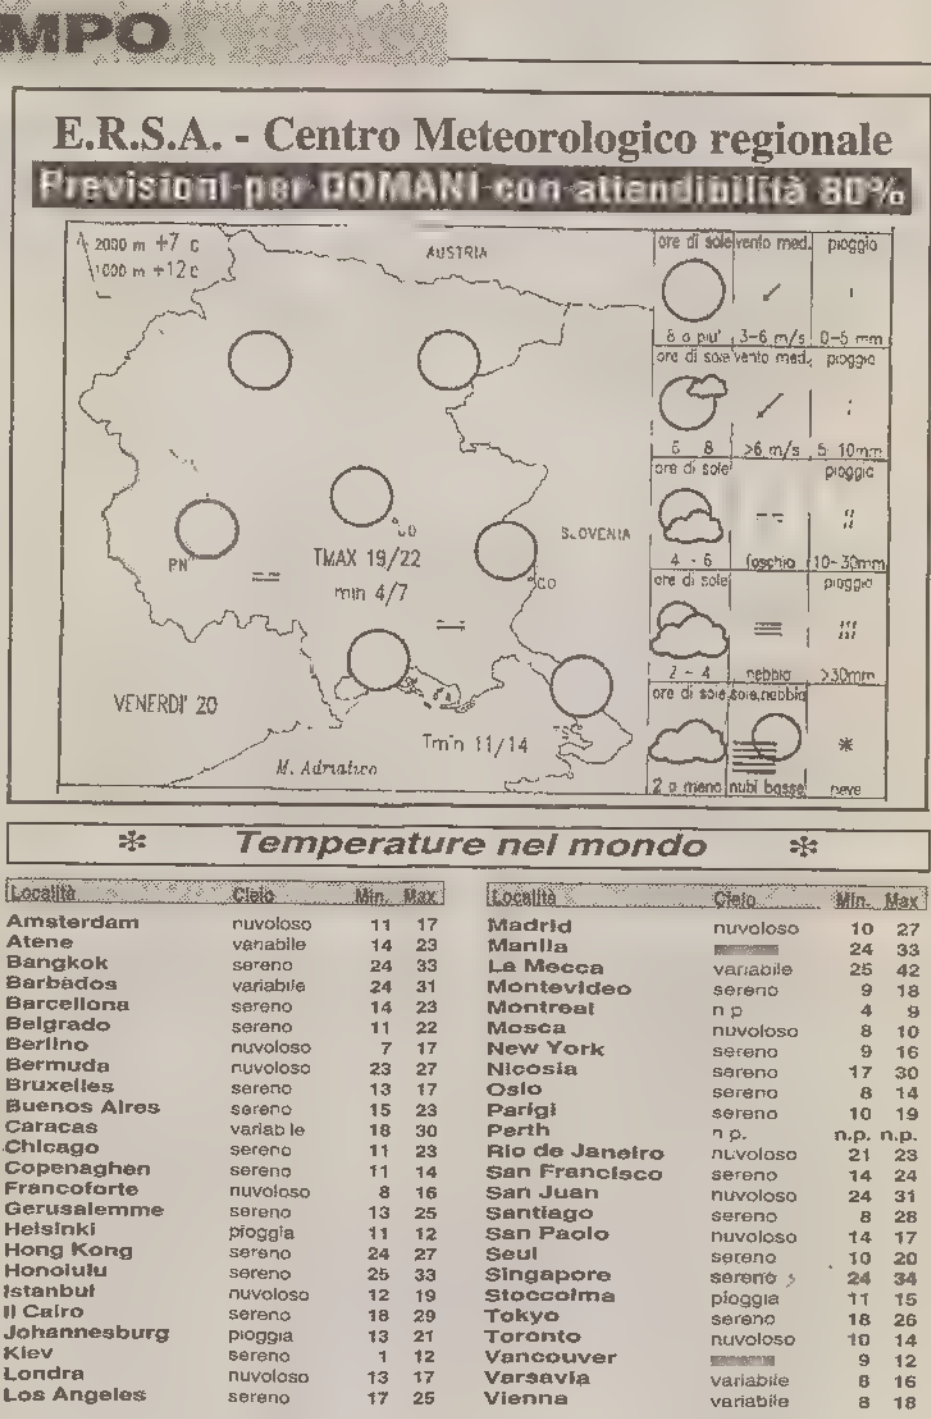 MPO
E.R.S.A. - Centro Meteorologico regionale
Previsioni per DOMANI con attendibilità 80%
2000 m +7 c
1000 m +12 c
AUSTRIA
SLOVENIA
PN
TMAX 19/22
min 4/7
GO
VENERDI' 20
Tmin 11/14
TS
M. Adriatico
ore di sole vento med. pioggia
8 o piu' 3-6 m/s 0-5 mm
ore di sole vento med. pioggia
6 - 8 >6 m/s 5-10mm
ore di sole pioggia
4 - 6 foschia 10-30mm
ore di sole pioggia
2 - 4 nebbia >30mm
ore di sole sole,nebbia
2 o meno nubi basse neve
Temperature nel mondo
Località Cielo Min. Max
Amsterdam nuvoloso 11 17
Atene variabile 14 23
Bangkok sereno 24 33
Barbados variabile 24 31
Barcellona sereno 14 23
Belgrado sereno 11 22
Berlino nuvoloso 7 17
Bermuda nuvoloso 23 27
Bruxelles sereno 13 17
Buenos Aires sereno 15 23
Caracas variabile 18 30
Chicago sereno 11 23
Copenaghen sereno 11 14
Francoforte nuvoloso 8 16
Gerusalemme sereno 13 25
Helsinki pioggia 11 12
Hong Kong sereno 24 27
Honolulu sereno 25 33
Istanbul nuvoloso 12 19
Il Cairo sereno 18 29
Johannesburg pioggia 13 21
Kiev sereno 1 12
Londra nuvoloso 13 17
Los Angeles sereno 17 25
Località Cielo Min. Max
Madrid nuvoloso 10 27
Manila 24 33
La Mecca variabile 25 42
Montevideo sereno 9 18
Montreal n p 4 9
Mosca nuvoloso 8 10
New York sereno 9 16
Nicosia sereno 17 30
Oslo sereno 8 14
Parigi sereno 10 19
Perth n p. n.p. n.p.
Rio de Janeiro nuvoloso 21 23
San Francisco sereno 14 24
San Juan nuvoloso 24 31
Santiago sereno 8 28
San Paolo nuvoloso 14 17
Seul sereno 10 20
Singapore sereno 24 34
Stoccolma pioggia 11 15
Tokyo sereno 18 26
Toronto nuvoloso 10 14
Vancouver 9 12
Varsavia variabile 8 16
Vienna variabile 8 18